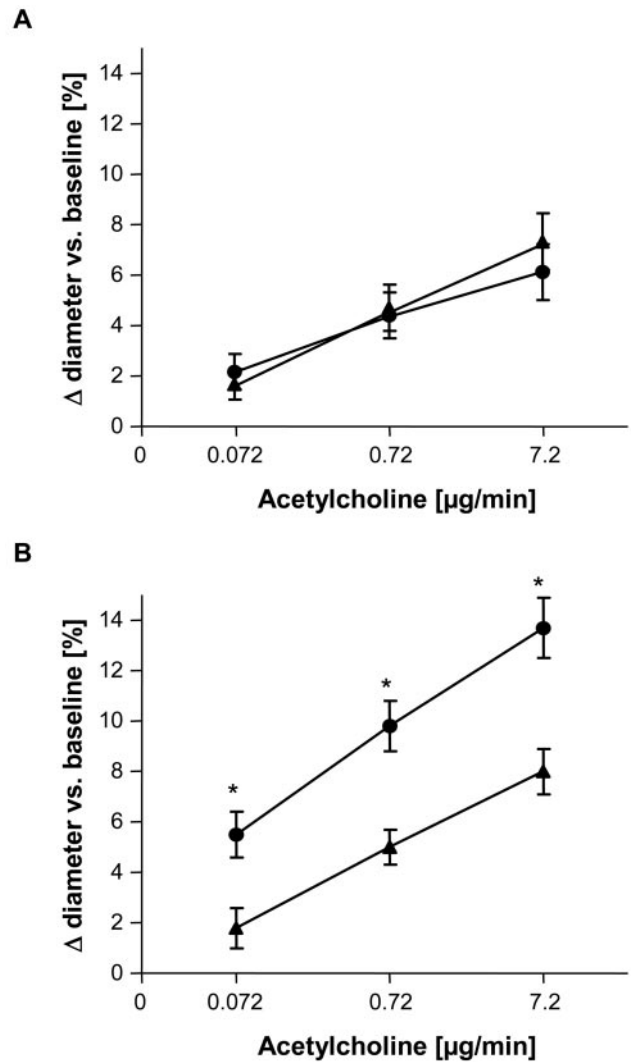 A
Δ diameter vs. baseline [%]
14
12
10
8
6
4
2
0
0 0.072 0.72 7.2
Acetylcholine [µg/min]
B
Δ diameter vs. baseline [%]
14
12
10
8
6
4
2
0
* * *
0 0.072 0.72 7.2
Acetylcholine [µg/min]